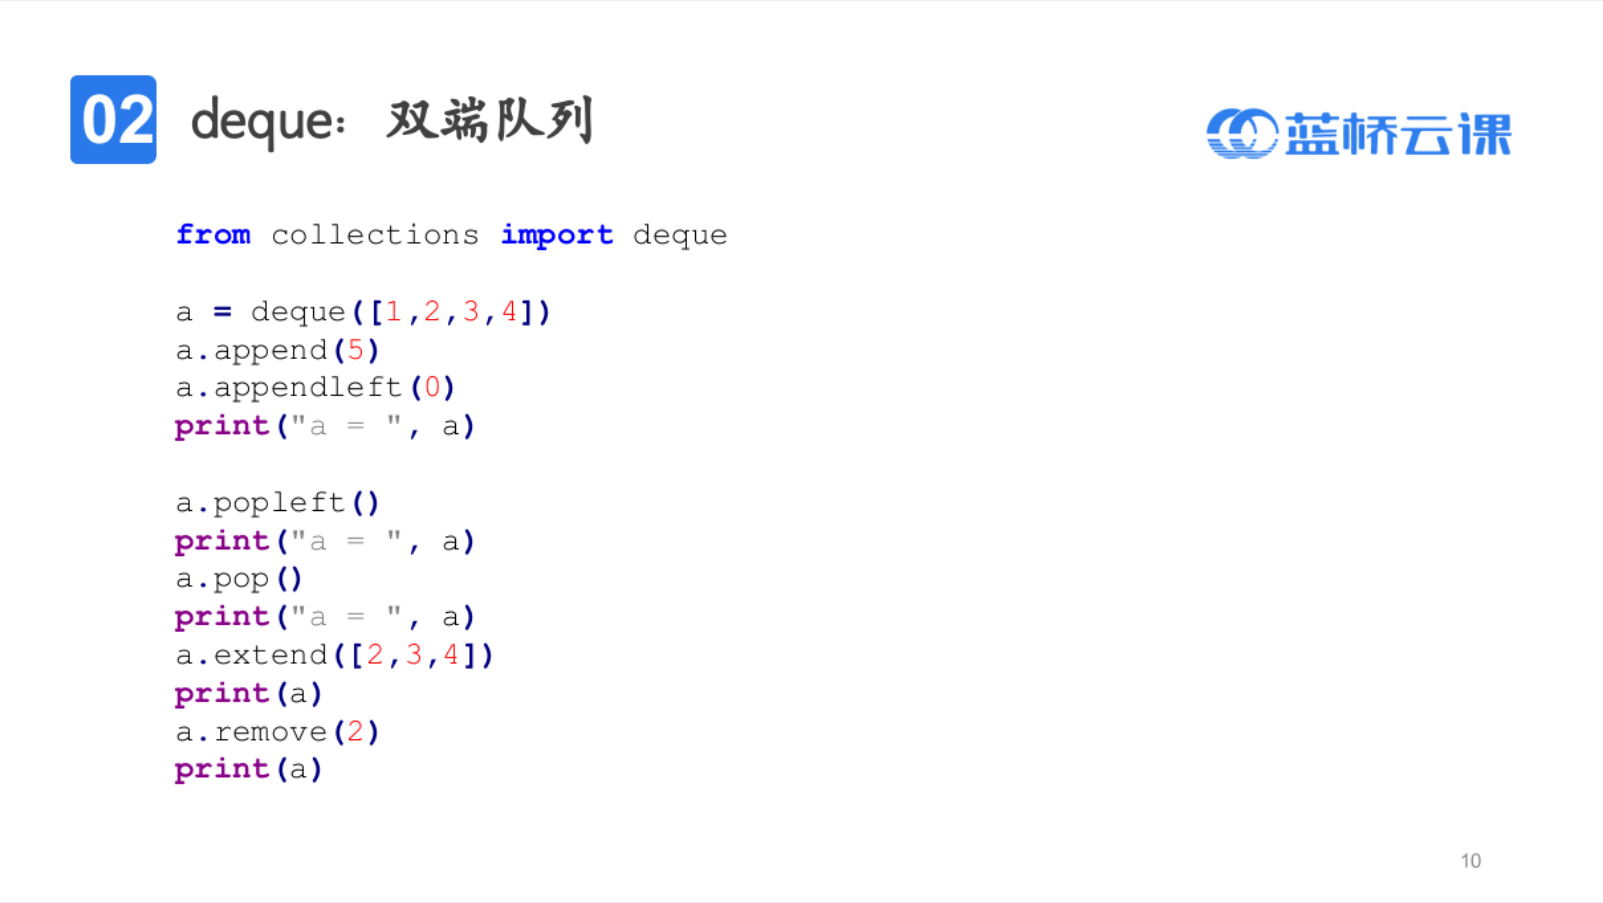 02 deque：双端队列
蓝桥云课
from collections import deque
a = deque([1,2,3,4])
a.append(5)
a.appendleft(0)
print("a = ", a)
a.popleft()
print("a = ", a)
a.pop()
print("a = ", a)
a.extend([2,3,4])
print(a)
a.remove(2)
print(a)
10